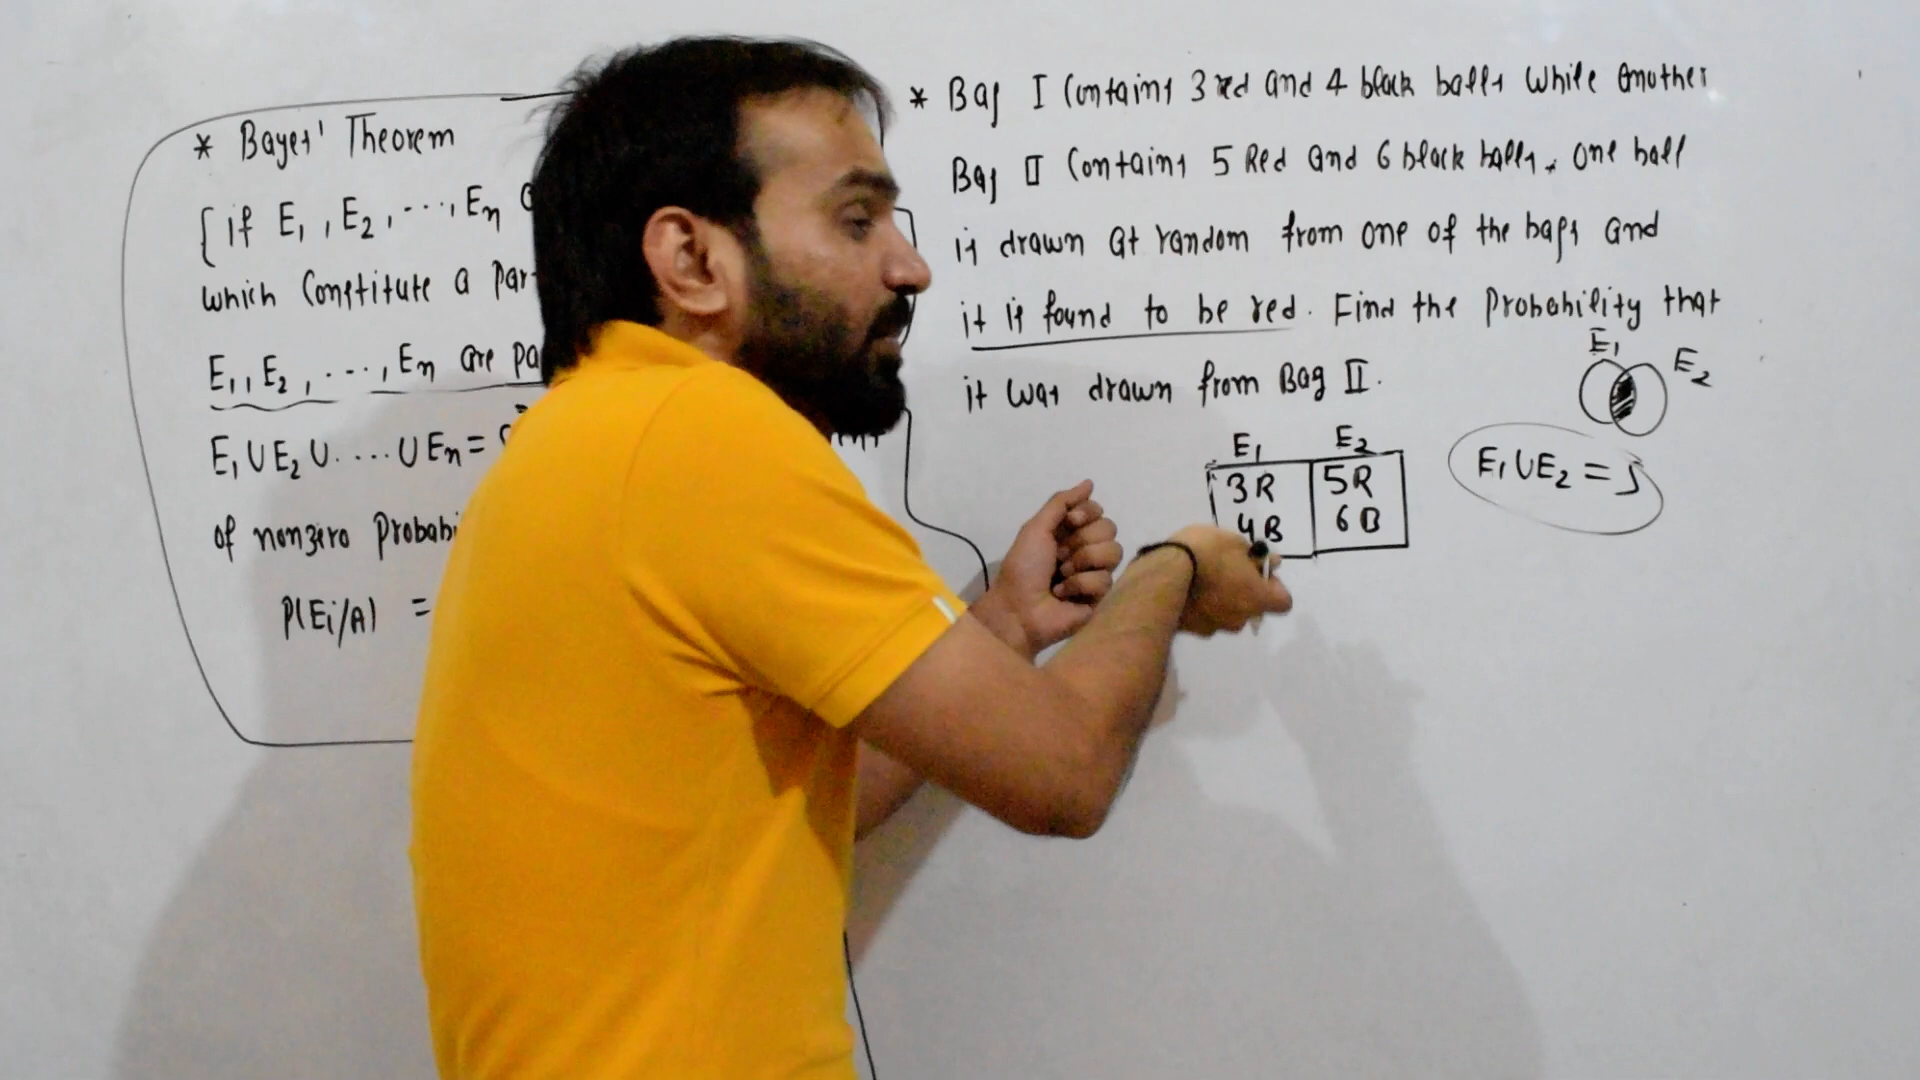 * Bayes' Theorem
{ if E₁, E₂, ...., Eₙ
which Constitute a par
E₁, E₂, ...., Eₙ are pa
E₁ U E₂ U.....U Eₙ =
of nonzero Probabi
P(Ei/A) =
* Bag I Contains 3 red and 4 black balls While another
Bag II Contains 5 Red and 6 black balls. One ball
is drawn at random from one of the bags and
it is found to be red. Find the Probability that
it was drawn from Bag II.
E₁ E₂
E₁ E₂
3R 5R
4B 6B
E₁ U E₂ = S